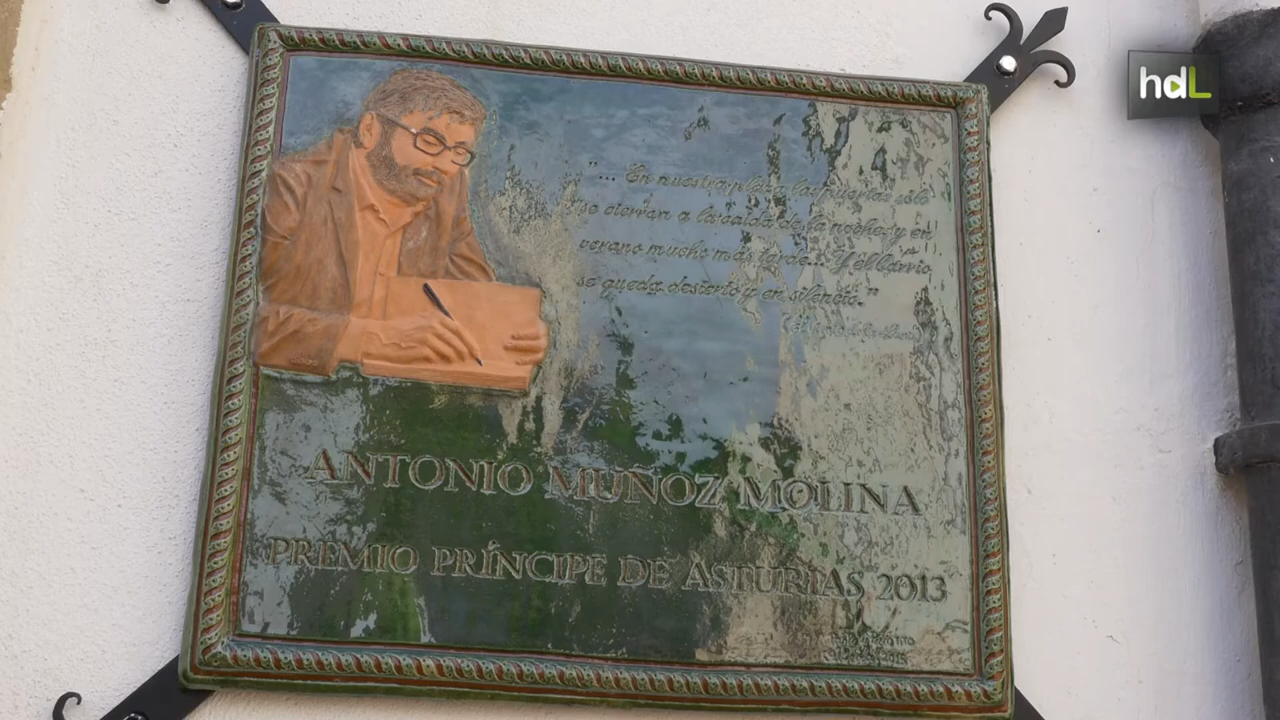 hdL
"...En nuestra plaza las puertas sólo
se cierran a la caída de la noche, y en
verano mucho más tarde... Y el barrio
se queda desierto y en silencio."
ANTONIO MUÑOZ MOLINA
PREMIO PRÍNCIPE DE ASTURIAS 2013